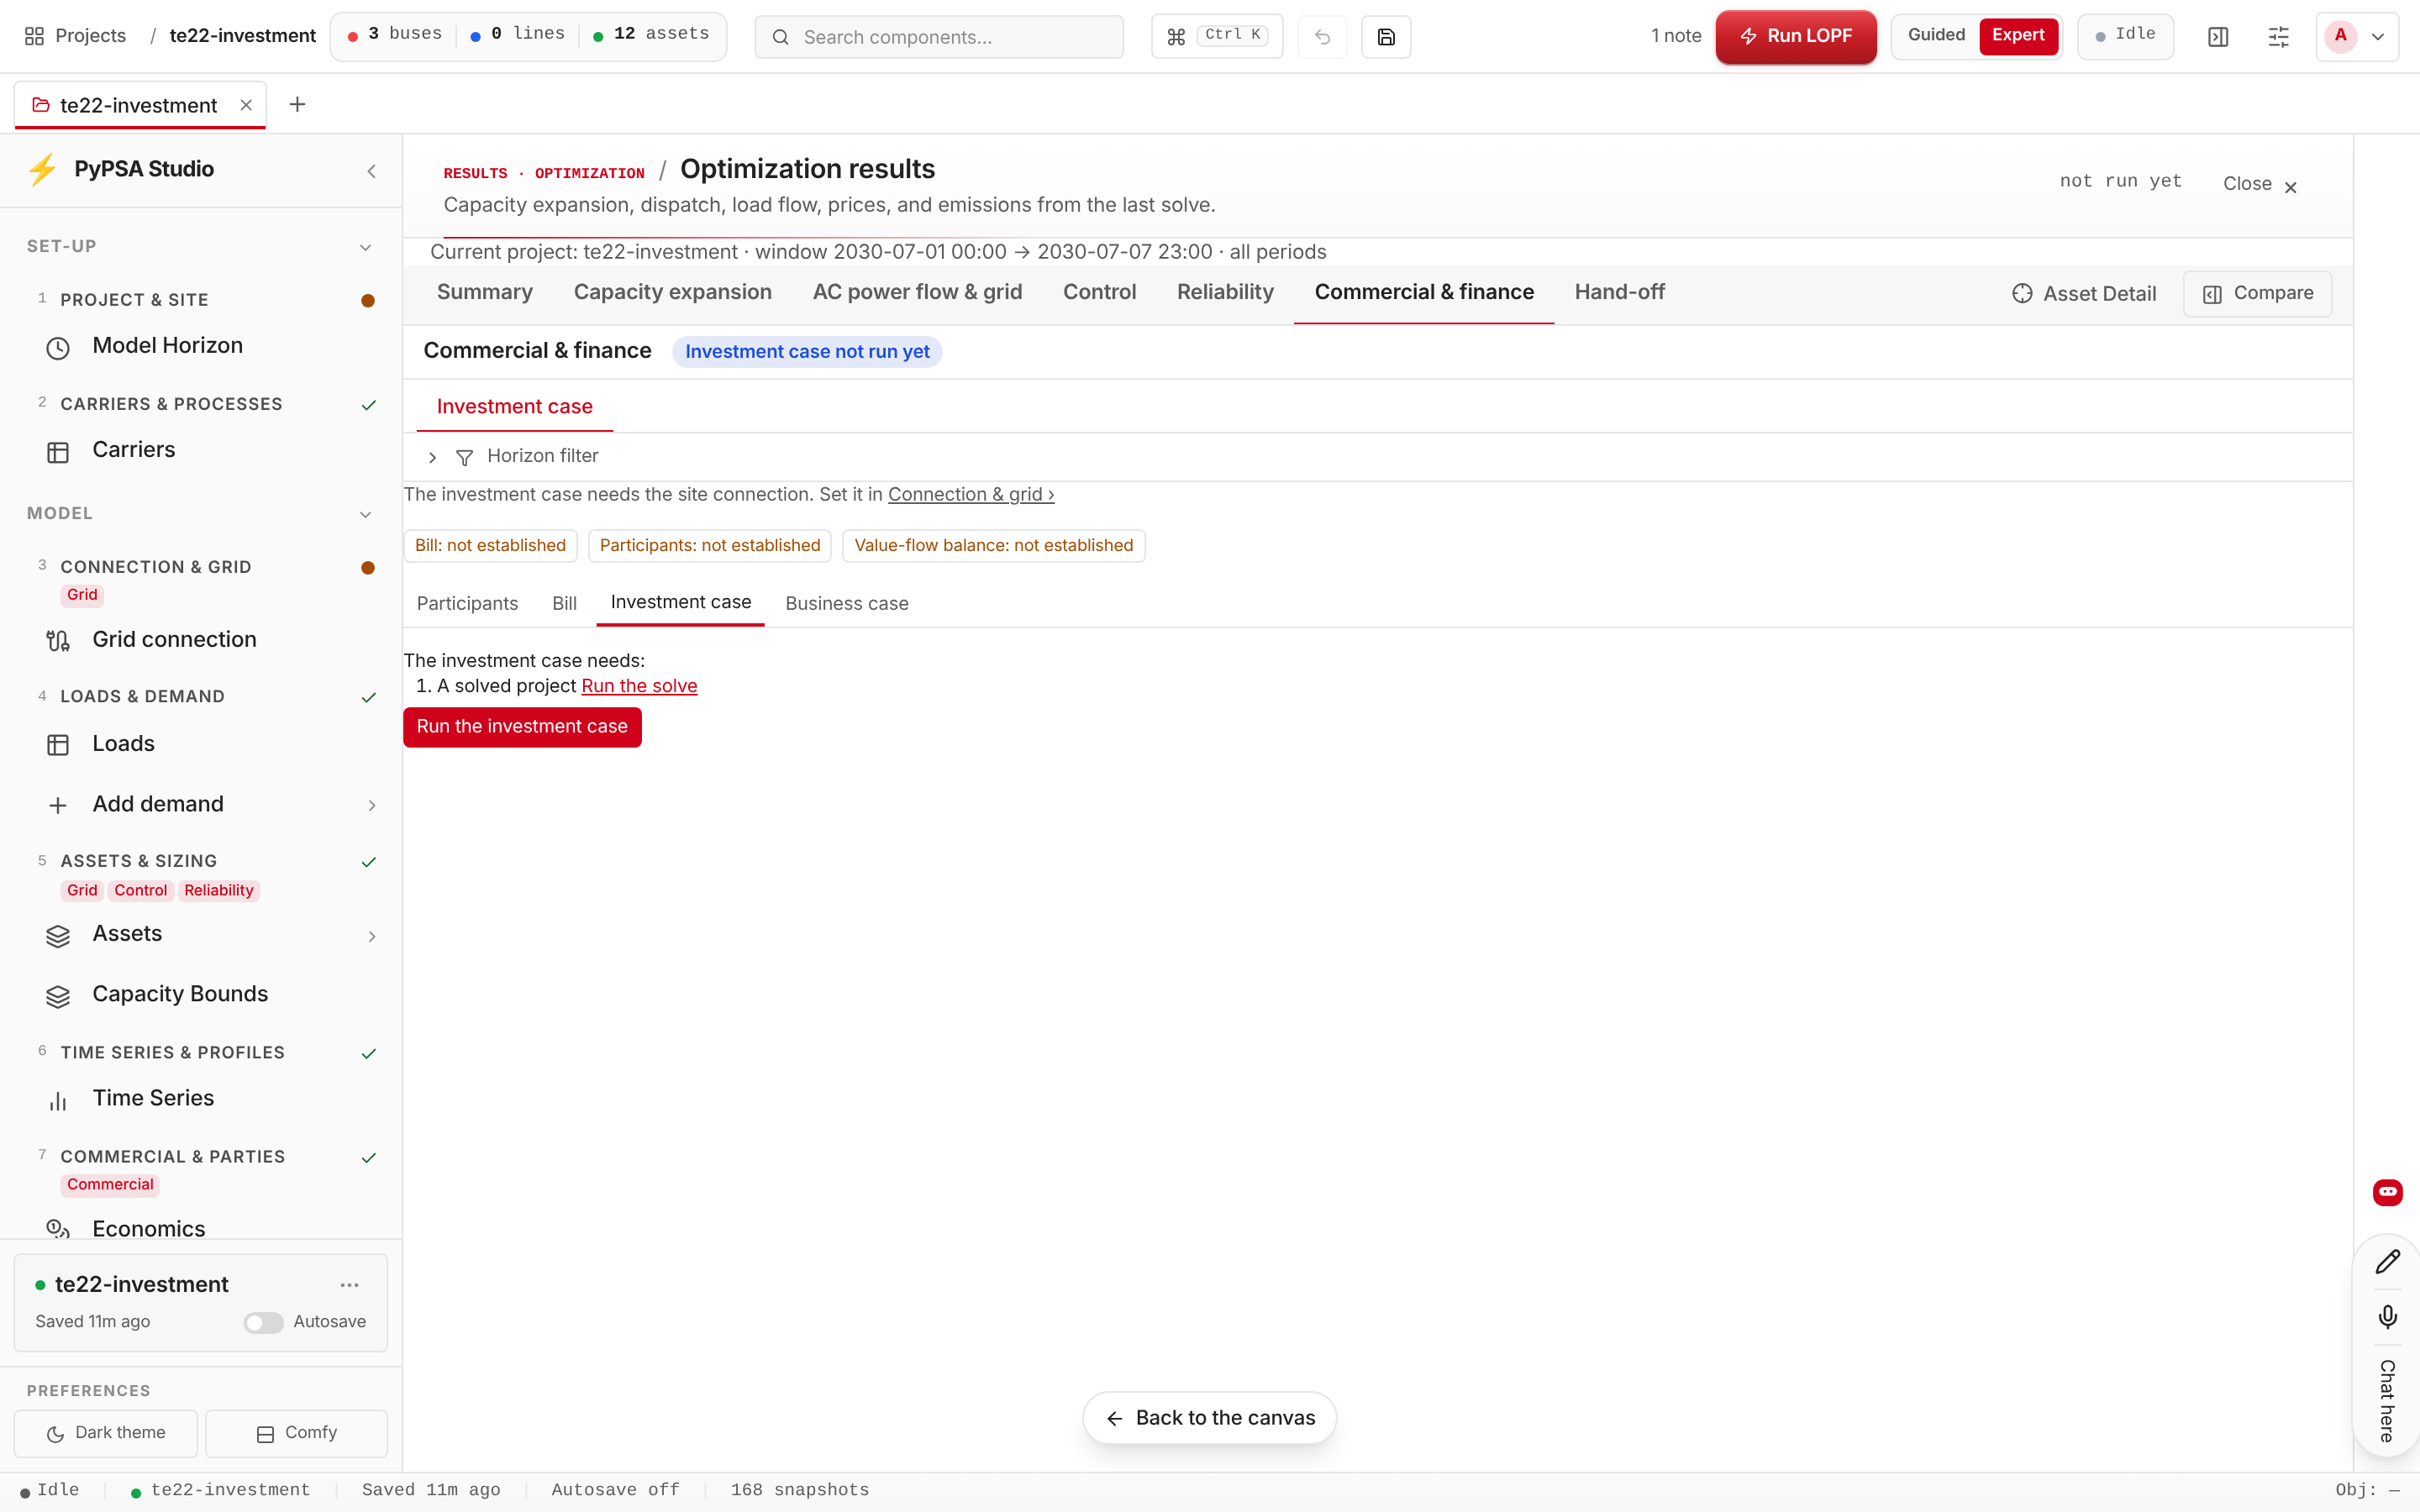 Projects / te22-investment
3 buses
0 lines
12 assets
Search components...
Ctrl K
1 note
Run LOPF
Guided
Expert
Idle
A
te22-investment
PyPSA Studio
SET-UP
1 PROJECT & SITE
Model Horizon
2 CARRIERS & PROCESSES
Carriers
MODEL
3 CONNECTION & GRID
Grid
Grid connection
4 LOADS & DEMAND
Loads
Add demand
5 ASSETS & SIZING
Grid Control Reliability
Assets
Capacity Bounds
6 TIME SERIES & PROFILES
Time Series
7 COMMERCIAL & PARTIES
Commercial
Economics
te22-investment
Saved 11m ago
Autosave
PREFERENCES
Dark theme
Comfy
RESULTS · OPTIMIZATION / Optimization results
Capacity expansion, dispatch, load flow, prices, and emissions from the last solve.
not run yet
Close
Current project: te22-investment · window 2030-07-01 00:00 → 2030-07-07 23:00 · all periods
Summary
Capacity expansion
AC power flow & grid
Control
Reliability
Commercial & finance
Hand-off
Asset Detail
Compare
Commercial & finance
Investment case not run yet
Investment case
Horizon filter
The investment case needs the site connection. Set it in Connection & grid ›
Bill: not established
Participants: not established
Value-flow balance: not established
Participants
Bill
Investment case
Business case
The investment case needs:
1. A solved project Run the solve
Run the investment case
Back to the canvas
Chat here
Idle
te22-investment
Saved 11m ago
Autosave off
168 snapshots
Obj: —